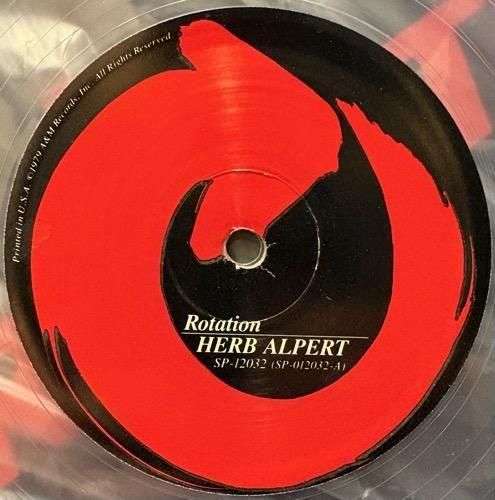 Printed in U.S.A. ©1979 A&M Records, Inc. All Rights Reserved
Rotation
HERB ALPERT
SP-12032 (SP-012032-A)